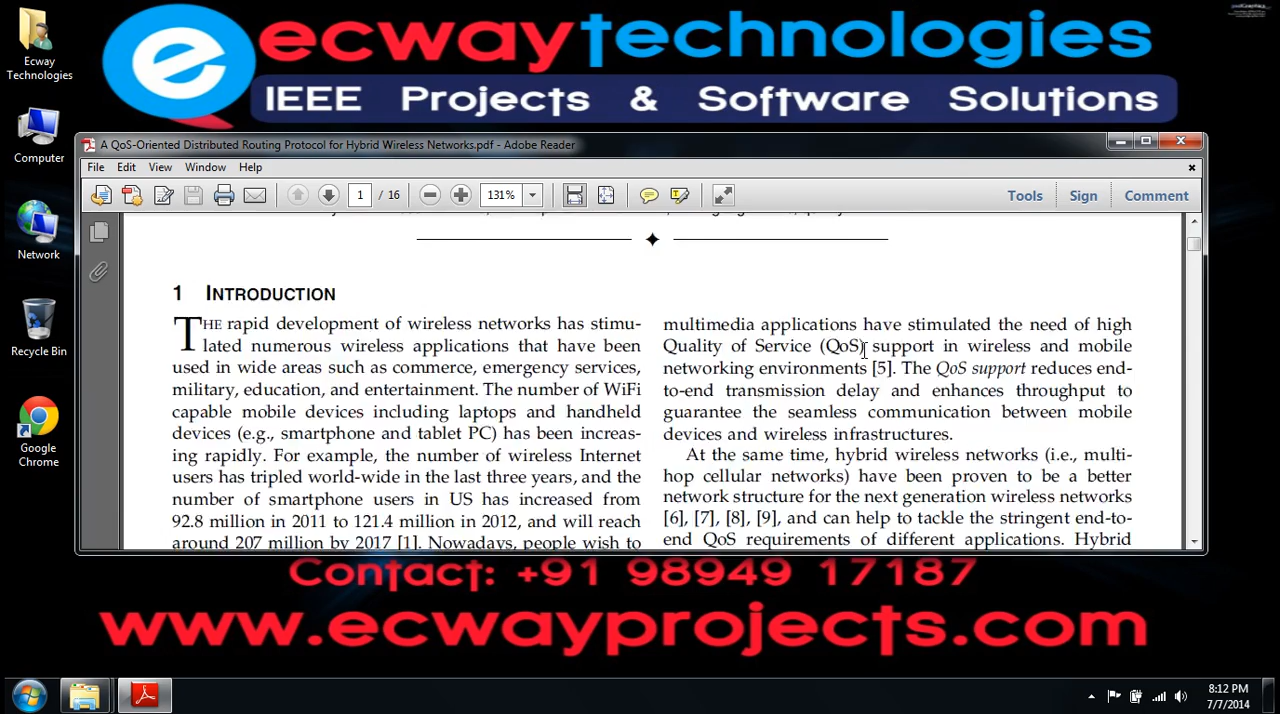 ecwaytechnologies
IEEE Projects & Software Solutions
Ecway
Technologies
Computer
Network
Recycle Bin
Google
Chrome
A QoS-Oriented Distributed Routing Protocol for Hybrid Wireless Networks.pdf - Adobe Reader
File Edit View Window Help
1 / 16 131% Tools Sign Comment
1 INTRODUCTION
THE rapid development of wireless networks has stimu-
lated numerous wireless applications that have been
used in wide areas such as commerce, emergency services,
military, education, and entertainment. The number of WiFi
capable mobile devices including laptops and handheld
devices (e.g., smartphone and tablet PC) has been increas-
ing rapidly. For example, the number of wireless Internet
users has tripled world-wide in the last three years, and the
number of smartphone users in US has increased from
92.8 million in 2011 to 121.4 million in 2012, and will reach
around 207 million by 2017 [1]. Nowadays, people wish to
multimedia applications have stimulated the need of high
Quality of Service (QoS) support in wireless and mobile
networking environments [5]. The QoS support reduces end-
to-end transmission delay and enhances throughput to
guarantee the seamless communication between mobile
devices and wireless infrastructures.
At the same time, hybrid wireless networks (i.e., multi-
hop cellular networks) have been proven to be a better
network structure for the next generation wireless networks
[6], [7], [8], [9], and can help to tackle the stringent end-to-
end QoS requirements of different applications. Hybrid
Contact: +91 98949 17187
www.ecwayprojects.com
8:12 PM
7/7/2014